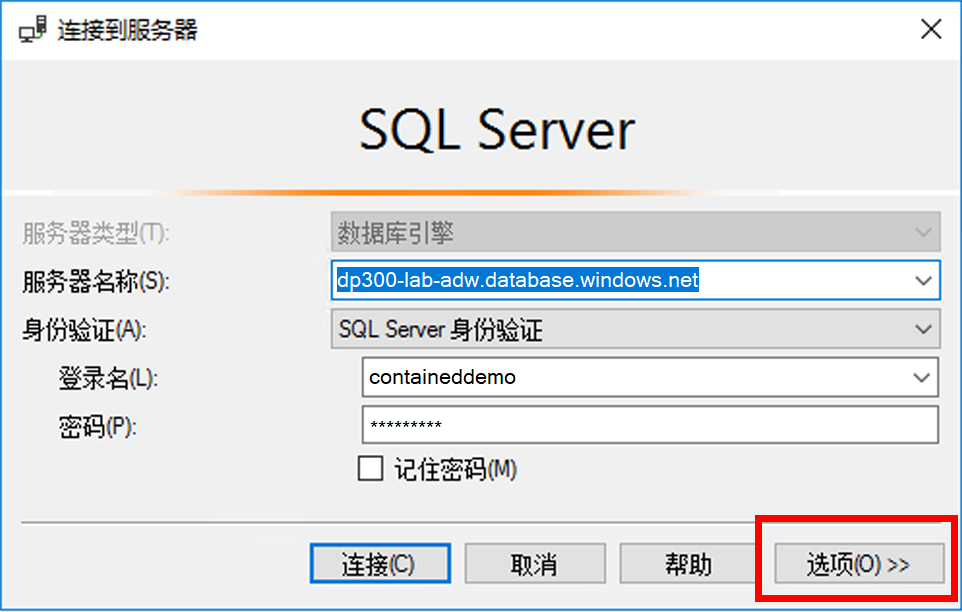 连接到服务器
SQL Server
服务器类型(T):
数据库引擎
服务器名称(S):
dp300-lab-adw.database.windows.net
身份验证(A):
SQL Server 身份验证
登录名(L):
containeddemo
密码(P):
*********
记住密码(M)
连接(C)
取消
帮助
选项(O) >>